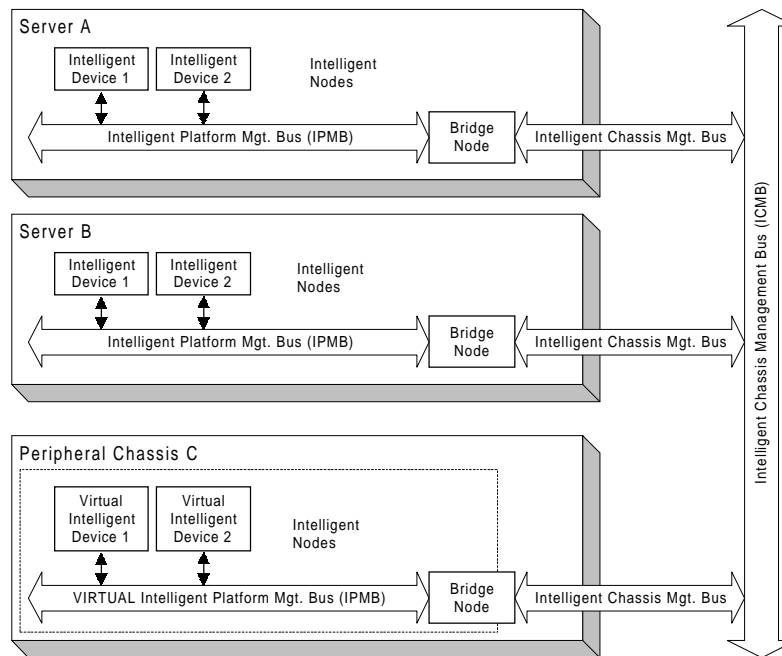 Server A
Intelligent
Device 1
Intelligent
Device 2
Intelligent
Nodes
Intelligent Platform Mgt. Bus (IPMB)
Bridge
Node
Intelligent Chassis Mgt. Bus
Server B
Intelligent
Device 1
Intelligent
Device 2
Intelligent
Nodes
Intelligent Platform Mgt. Bus (IPMB)
Bridge
Node
Intelligent Chassis Mgt. Bus
Peripheral Chassis C
Virtual
Intelligent
Device 1
Virtual
Intelligent
Device 2
Intelligent
Nodes
VIRTUAL Intelligent Platform Mgt. Bus (IPMB)
Bridge
Node
Intelligent Chassis Mgt. Bus
Intelligent Chassis Management Bus (ICMB)